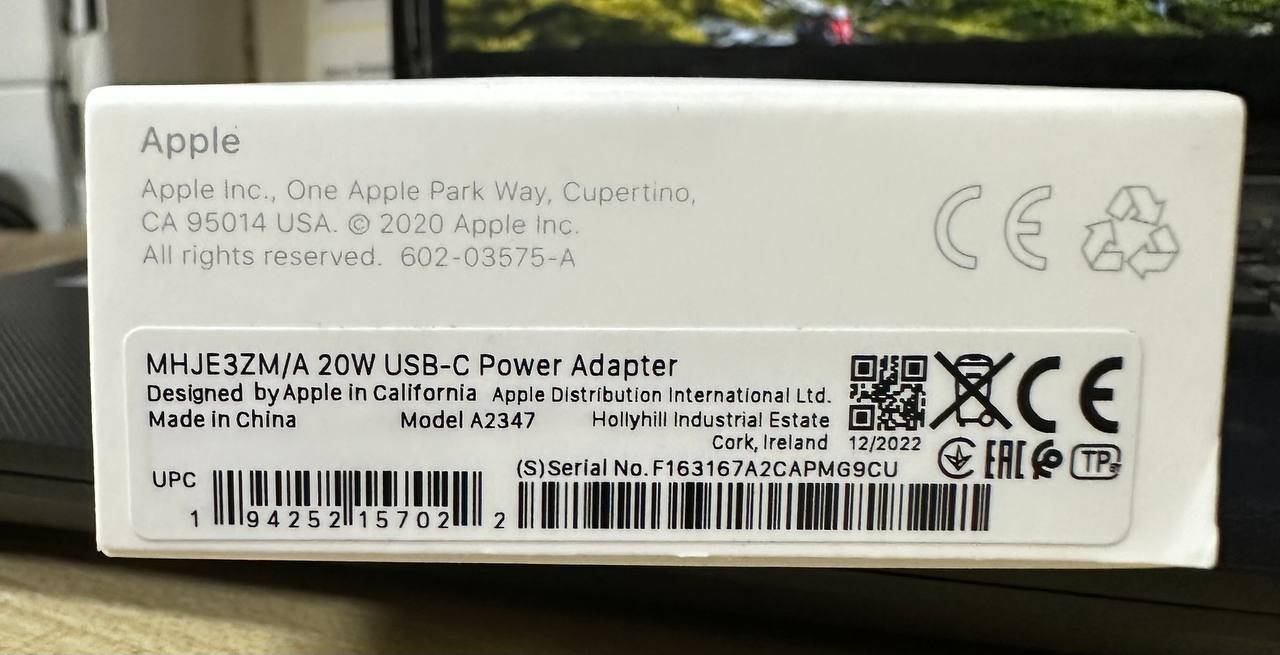 Apple
Apple Inc., One Apple Park Way, Cupertino,
CA 95014 USA. © 2020 Apple Inc.
All rights reserved. 602-03575-A
CE
MHJE3ZM/A 20W USB-C Power Adapter
Designed by Apple in California Apple Distribution International Ltd.
Made in China Model A2347 Hollyhill Industrial Estate
Cork, Ireland 12/2022
CE
EAC TP
(S) Serial No. F163167A2CAPMG9CU
UPC
1 94252 15702 2